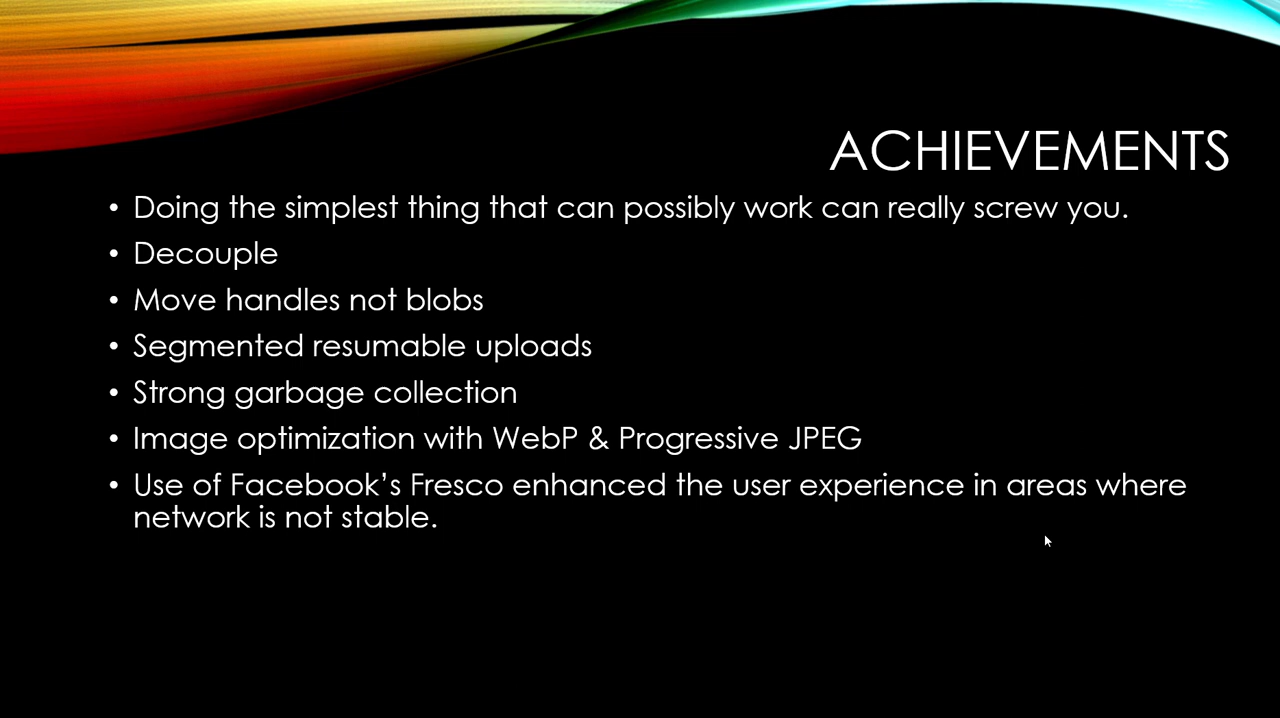 ACHIEVEMENTS
• Doing the simplest thing that can possibly work can really screw you.
• Decouple
• Move handles not blobs
• Segmented resumable uploads
• Strong garbage collection
• Image optimization with WebP & Progressive JPEG
• Use of Facebook’s Fresco enhanced the user experience in areas where
network is not stable.